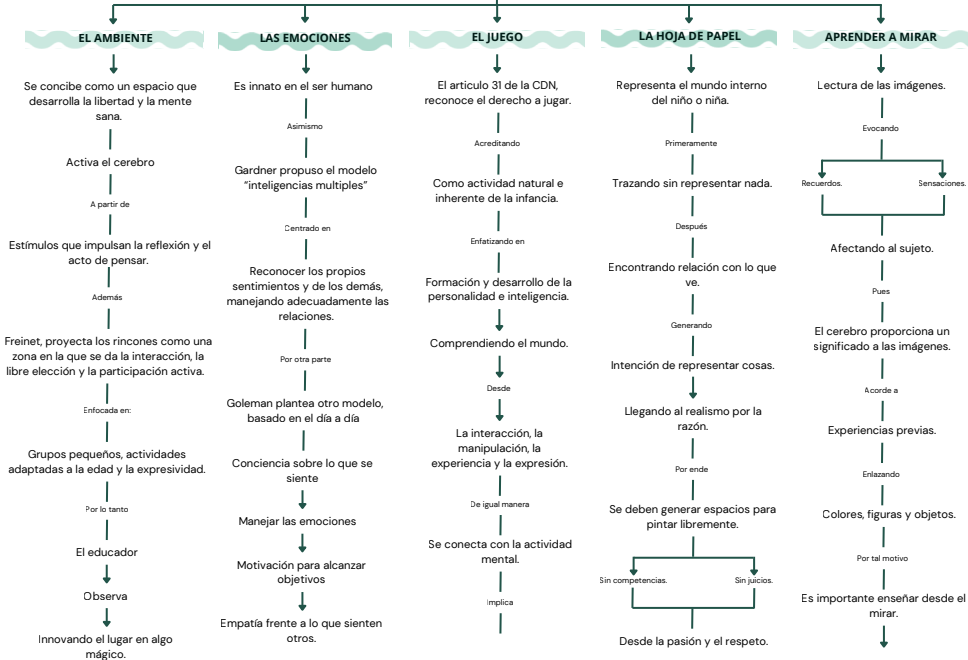 EL AMBIENTE
Se concibe como un espacio que
desarrolla la libertad y la mente
sana.
Activa el cerebro
A partir de
Estímulos que impulsan la reflexión y el
acto de pensar.
Además
Freinet, proyecta los rincones como una
zona en la que se da la interacción, la
libre elección y la participación activa.
Enfocada en:
Grupos pequeños, actividades
adaptadas a la edad y la expresividad.
Por lo tanto
El educador
Observa
Innovando el lugar en algo
mágico.
LAS EMOCIONES
Es innato en el ser humano
Asimismo
Gardner propuso el modelo
“inteligencias multiples”
Centrado en
Reconocer los propios
sentimientos y de los demás,
manejando adecuadamente las
relaciones.
Por otra parte
Goleman plantea otro modelo,
basado en el día a día
Conciencia sobre lo que se
siente
Manejar las emociones
Motivación para alcanzar
objetivos
Empatía frente a lo que sienten
otros.
EL JUEGO
El articulo 31 de la CDN,
reconoce el derecho a jugar.
Acreditando
Como actividad natural e
inherente de la infancia.
Enfatizando en
Formación y desarrollo de la
personalidad e inteligencia.
Comprendiendo el mundo.
Desde
La interacción, la
manipulación, la
experiencia y la expresión.
De igual manera
Se conecta con la actividad
mental.
Implica
LA HOJA DE PAPEL
Representa el mundo interno
del niño o niña.
Primeramente
Trazando sin representar nada.
Después
Encontrando relación con lo que
ve.
Generando
Intención de representar cosas.
Llegando al realismo por la
razón.
Por ende
Se deben generar espacios para
pintar libremente.
Sin competencias.
Sin juicios.
Desde la pasión y el respeto.
APRENDER A MIRAR
Lectura de las imágenes.
Evocando
Recuerdos.
Sensaciones.
Afectando al sujeto.
Pues
El cerebro proporciona un
significado a las imágenes.
Acorde a
Experiencias previas.
Enlazando
Colores, figuras y objetos.
Por tal motivo
Es importante enseñar desde el
mirar.